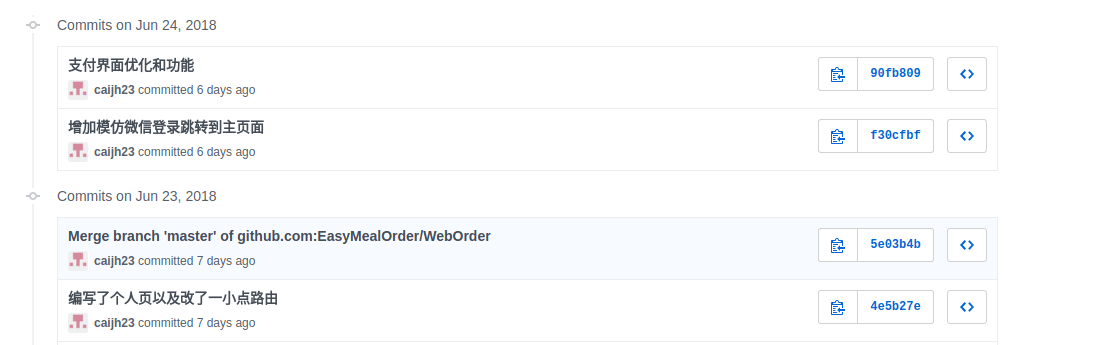 Commits on Jun 24, 2018
支付界面优化和功能
90fb809
caijh23 committed 6 days ago
增加模仿微信登录跳转到主页面
f30cfbf
caijh23 committed 6 days ago
Commits on Jun 23, 2018
Merge branch 'master' of github.com:EasyMealOrder/WebOrder
5e03b4b
caijh23 committed 7 days ago
编写了个人页以及改了一小点路由
4e5b27e
caijh23 committed 7 days ago